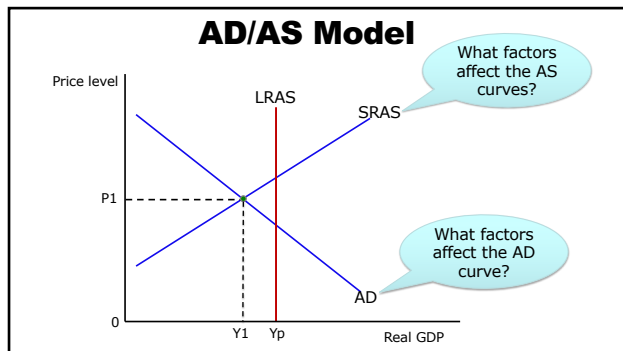 AD/AS Model
What factors
affect the AS
curves?
Price level
LRAS
SRAS
P1
What factors
affect the AD
curve?
AD
0
Y1
Yp
Real GDP